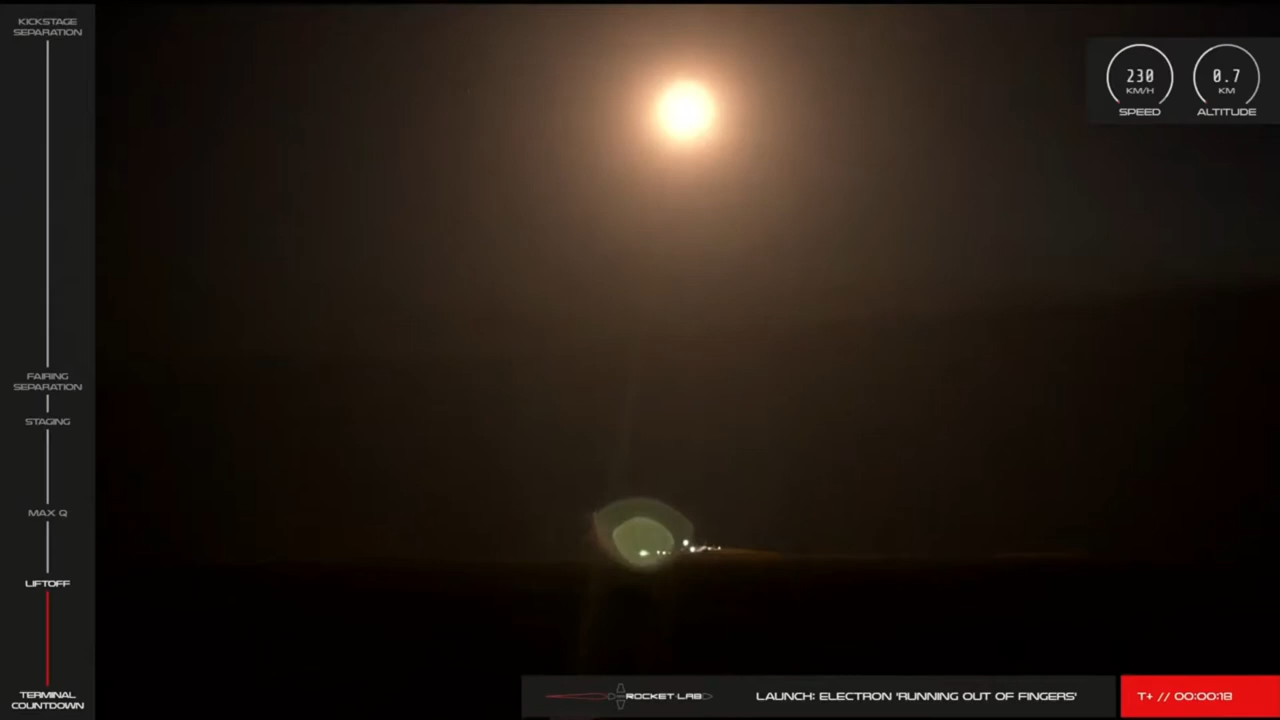 KICKSTAGE
SEPARATION
230
KM/H
SPEED
0.7
KM
ALTITUDE
FAIRING
SEPARATION
STAGING
MAX Q
LIFTOFF
TERMINAL
COUNTDOWN
ROCKET LAB
LAUNCH: ELECTRON 'RUNNING OUT OF FINGERS'
T+ // 00:00:18